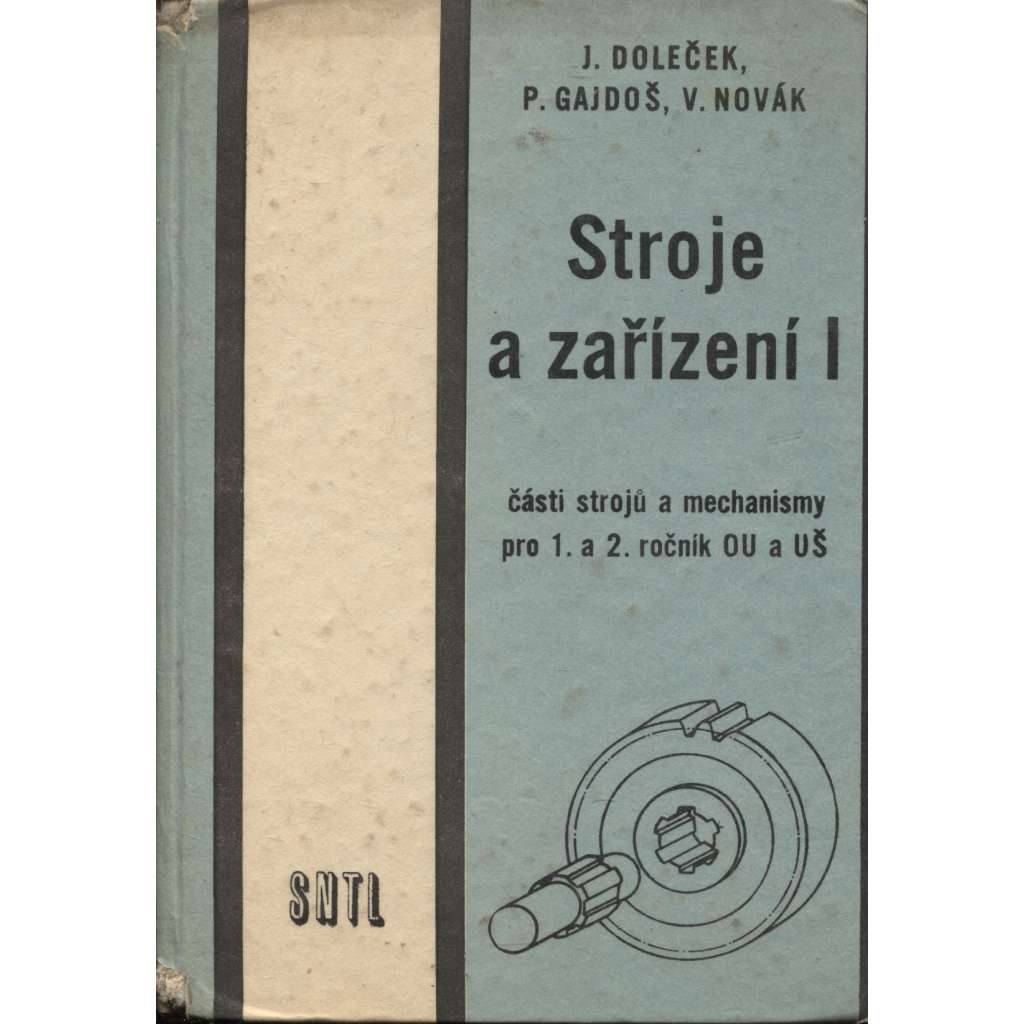 J. DOLEČEK,
P. GAJDOŠ, V. NOVÁK
Stroje
a zařízení I
části strojů a mechanismy
pro 1. a 2. ročník OU a UŠ
SNTL